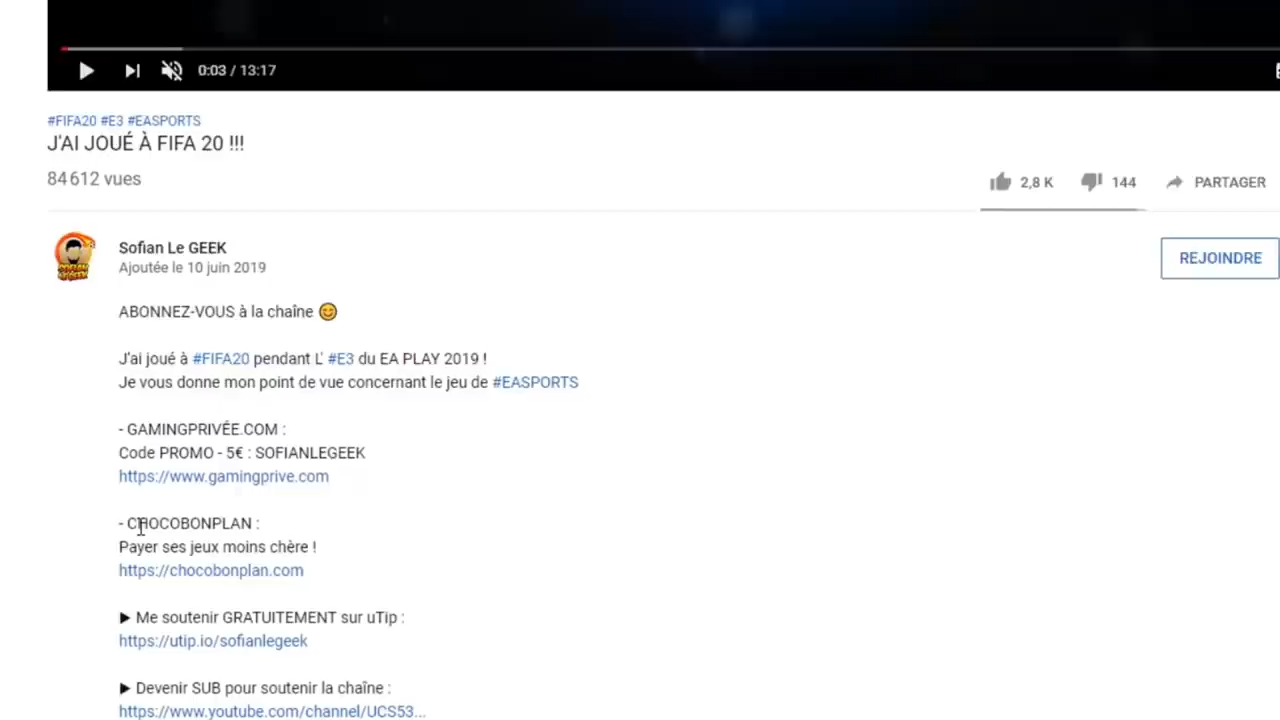 0:03 / 13:17
#FIFA20 #E3 #EASPORTS
J'AI JOUÉ À FIFA 20 !!!
84 612 vues
2,8 K 144 PARTAGER
Sofian Le GEEK
Ajoutée le 10 juin 2019
REJOINDRE
ABONNEZ-VOUS à la chaîne 😊
J'ai joué à #FIFA20 pendant L' #E3 du EA PLAY 2019 !
Je vous donne mon point de vue concernant le jeu de #EASPORTS
- GAMINGPRIVÉE.COM :
Code PROMO - 5€ : SOFIANLEGEEK
https://www.gamingprive.com
- CHOCOBONPLAN :
Payer ses jeux moins chère !
https://chocobonplan.com
► Me soutenir GRATUITEMENT sur uTip :
https://utip.io/sofianlegeek
► Devenir SUB pour soutenir la chaîne :
https://www.youtube.com/channel/UCS53...